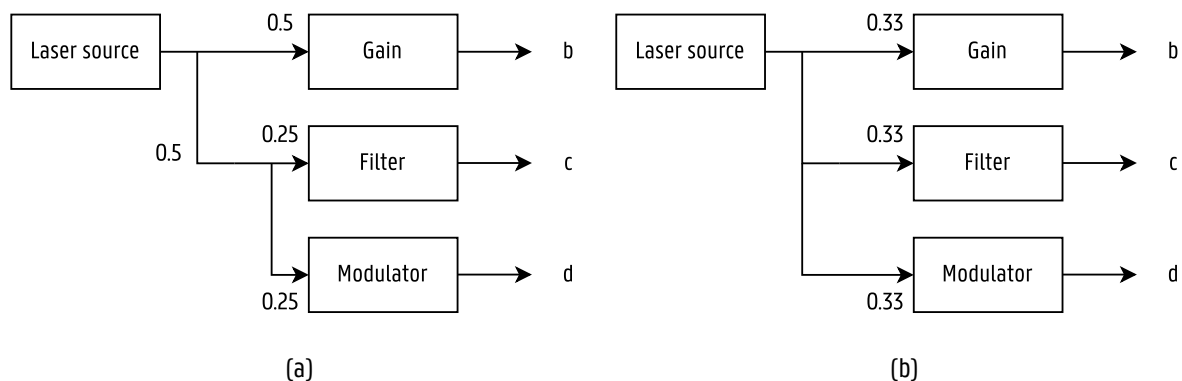 0.5
0.33
Laser source
Gain
b
Laser source
Gain
b
0.25
0.33
0.5
Filter
c
Filter
c
Modulator
d
Modulator
d
0.25
0.33
(a)
(b)